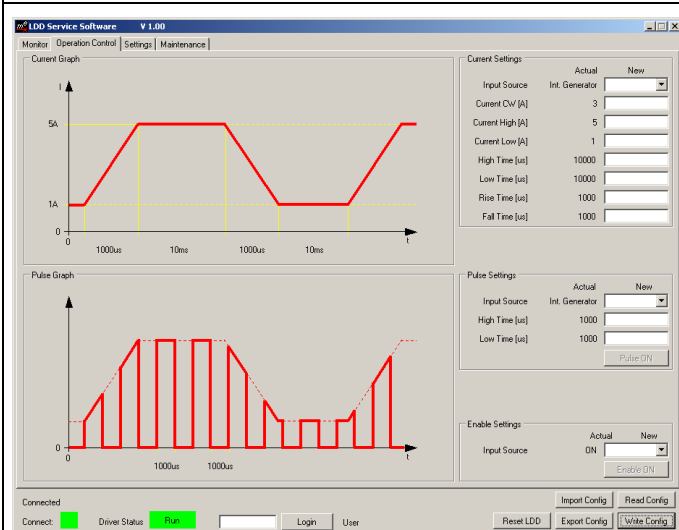 LDD Service Software V 1.00
Monitor Operation Control Settings Maintenance
Current Graph
I
5A
1A
0
0 1000us 10ms 1000us 10ms t
Current Settings
Actual New
Input Source Int. Generator
Current CW [A] 3
Current High [A] 5
Current Low [A] 1
High Time [us] 10000
Low Time [us] 10000
Rise Time [us] 1000
Fall Time [us] 1000
Pulse Graph
0
0 1000us 1000us t
Pulse Settings
Actual New
Input Source Int. Generator
High Time [us] 1000
Low Time [us] 1000
Pulse ON
Enable Settings
Actual New
Input Source ON
Enable ON
Connected
Import Config Read Config
Connect: Driver Status Run Login User Reset LDD Export Config Write Config